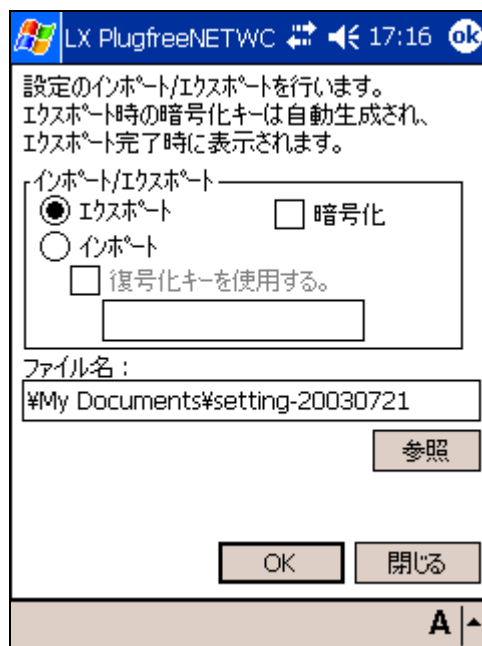 LX PlugfreeNETWC 17:16 ok
設定のインポート/エクスポートを行います。
エクスポート時の暗号化キーは自動生成され、
エクスポート完了時に表示されます。
インポート/エクスポート
エクスポート 暗号化
インポート
復号化キーを使用する。
ファイル名：
¥My Documents¥setting-20030721
参照
OK 閉じる
A